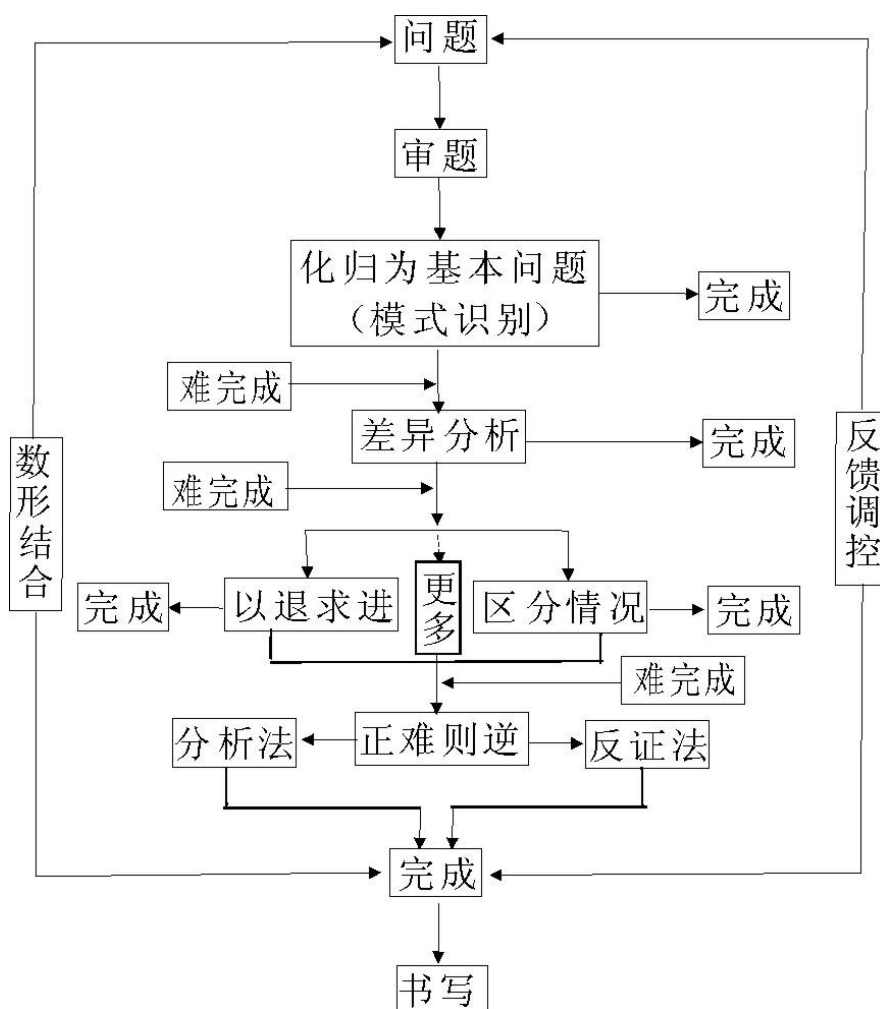 问题
审题
化归为基本问题
（模式识别）
完成
难完成
差异分析
完成
难完成
数形结合
反馈调控
完成
以退求进
更多
区分情况
完成
难完成
分析法
正难则逆
反证法
完成
书写